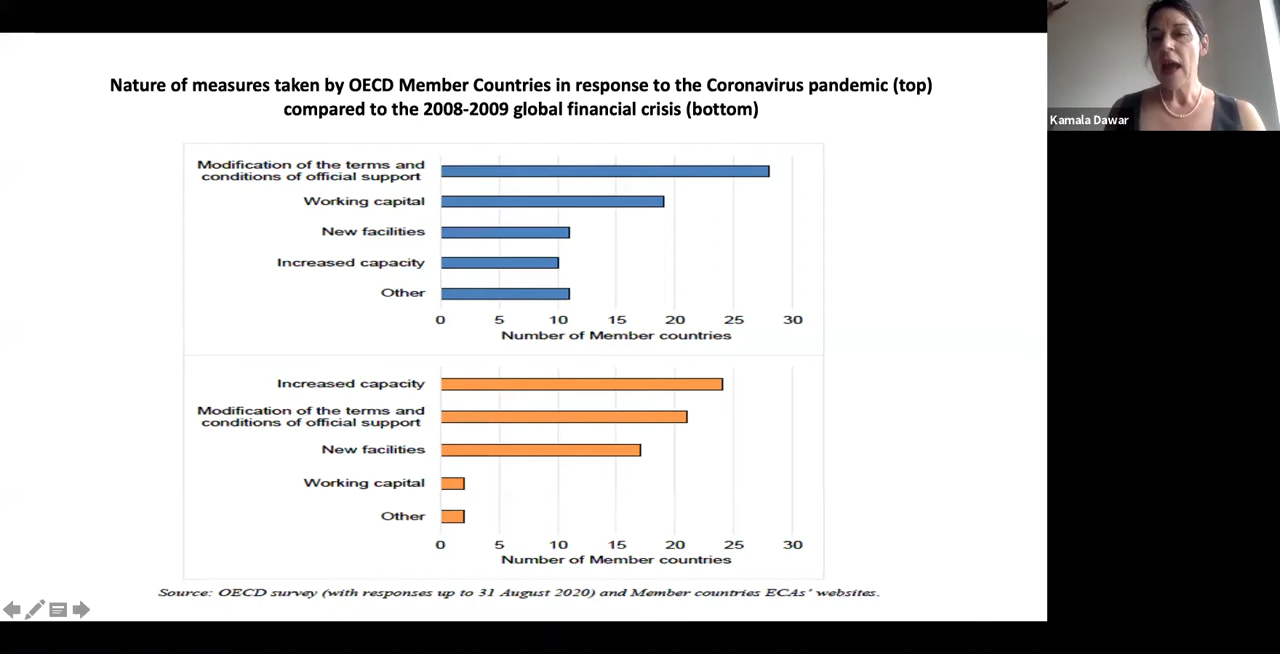 Nature of measures taken by OECD Member Countries in response to the Coronavirus pandemic (top)
compared to the 2008-2009 global financial crisis (bottom)
Kamala Dawar
Modification of the terms and
conditions of official support
Working capital
New facilities
Increased capacity
Other
0 5 10 15 20 25 30
Number of Member countries
Increased capacity
Modification of the terms and
conditions of official support
New facilities
Working capital
Other
0 5 10 15 20 25 30
Number of Member countries
Source: OECD survey (with responses up to 31 August 2020) and Member countries ECAs' websites.